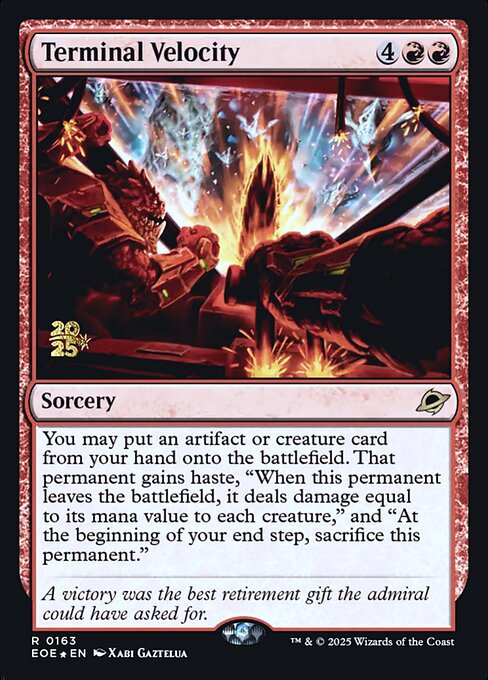 Terminal Velocity 4
20
25
Sorcery
You may put an artifact or creature card
from your hand onto the battlefield. That
permanent gains haste, “When this permanent
leaves the battlefield, it deals damage equal
to its mana value to each creature,” and “At
the beginning of your end step, sacrifice this
permanent.”
A victory was the best retirement gift the admiral
could have asked for.
R 0163
EOE★EN Xabi Gaztelua
™ & © 2025 Wizards of the Coast